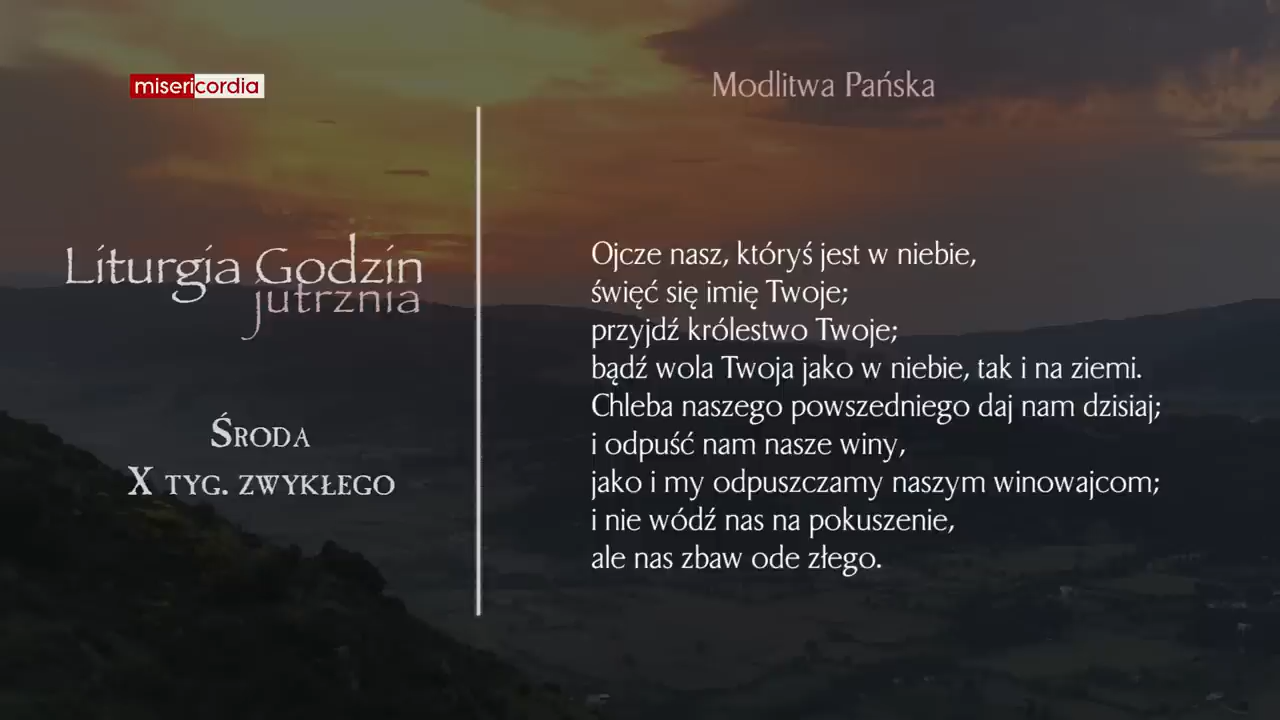 misericordia
Modlitwa Pańska
Liturgia Godzin
jutrznia
Środa
X tyg. zwykłego
Ojcze nasz, któryś jest w niebie,
święć się imię Twoje;
przyjdź królestwo Twoje;
bądź wola Twoja jako w niebie, tak i na ziemi.
Chleba naszego powszedniego daj nam dzisiaj;
i odpuść nam nasze winy,
jako i my odpuszczamy naszym winowajcom;
i nie wódź nas na pokuszenie,
ale nas zbaw ode złego.